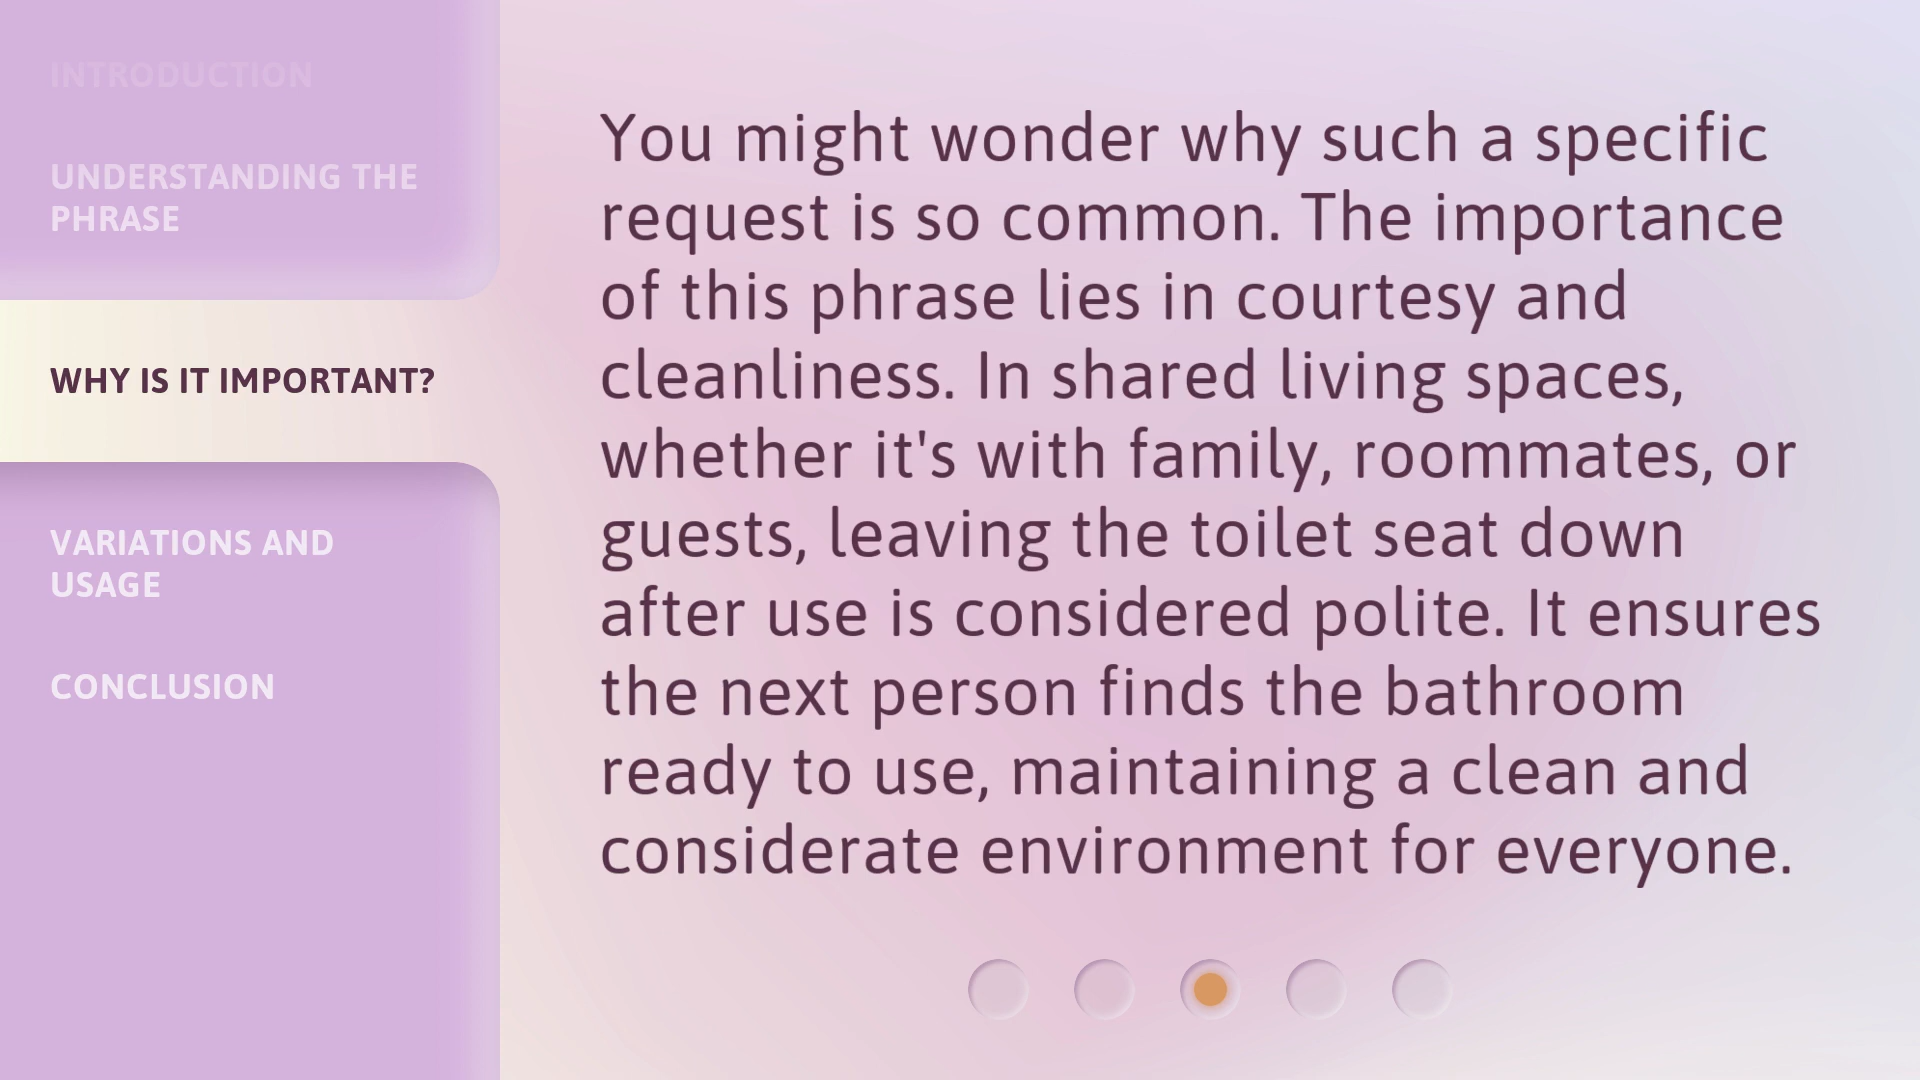 INTRODUCTION
UNDERSTANDING THE
PHRASE
WHY IS IT IMPORTANT?
VARIATIONS AND
USAGE
CONCLUSION
You might wonder why such a specific
request is so common. The importance
of this phrase lies in courtesy and
cleanliness. In shared living spaces,
whether it's with family, roommates, or
guests, leaving the toilet seat down
after use is considered polite. It ensures
the next person finds the bathroom
ready to use, maintaining a clean and
considerate environment for everyone.